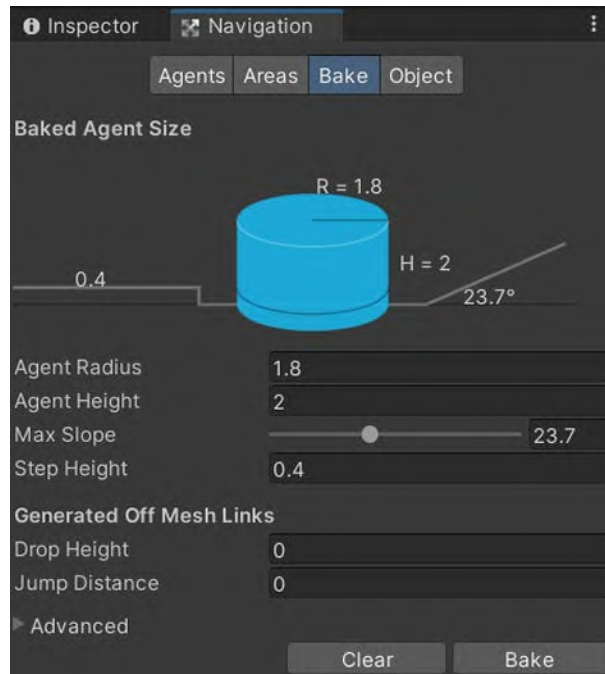 Inspector Navigation
Agents Areas Bake Object
Baked Agent Size
R = 1.8
H = 2
0.4
23.7°
Agent Radius 1.8
Agent Height 2
Max Slope 23.7
Step Height 0.4
Generated Off Mesh Links
Drop Height 0
Jump Distance 0
Advanced
Clear Bake